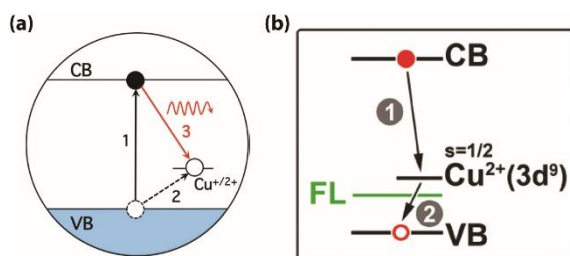 (a)
CB
1
3
2
Cu+/2+
VB
(b)
CB
1
s=1/2
Cu2+(3d9)
FL
2
VB